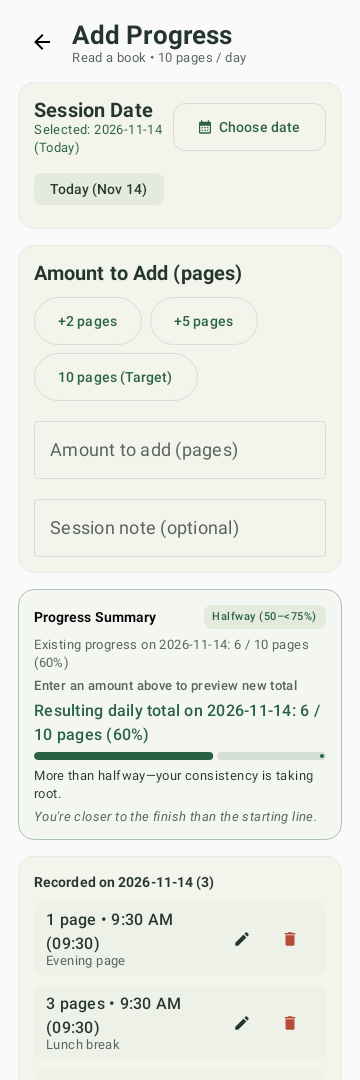 Add Progress
Read a book • 10 pages / day
Session Date
Selected: 2026-11-14
(Today)
Choose date
Today (Nov 14)
Amount to Add (pages)
+2 pages
+5 pages
10 pages (Target)
Amount to add (pages)
Session note (optional)
Progress Summary
Halfway (50–<75%)
Existing progress on 2026-11-14: 6 / 10 pages
(60%)
Enter an amount above to preview new total
Resulting daily total on 2026-11-14: 6 /
10 pages (60%)
More than halfway—your consistency is taking
root.
You're closer to the finish than the starting line.
Recorded on 2026-11-14 (3)
1 page • 9:30 AM
(09:30)
Evening page
3 pages • 9:30 AM
(09:30)
Lunch break